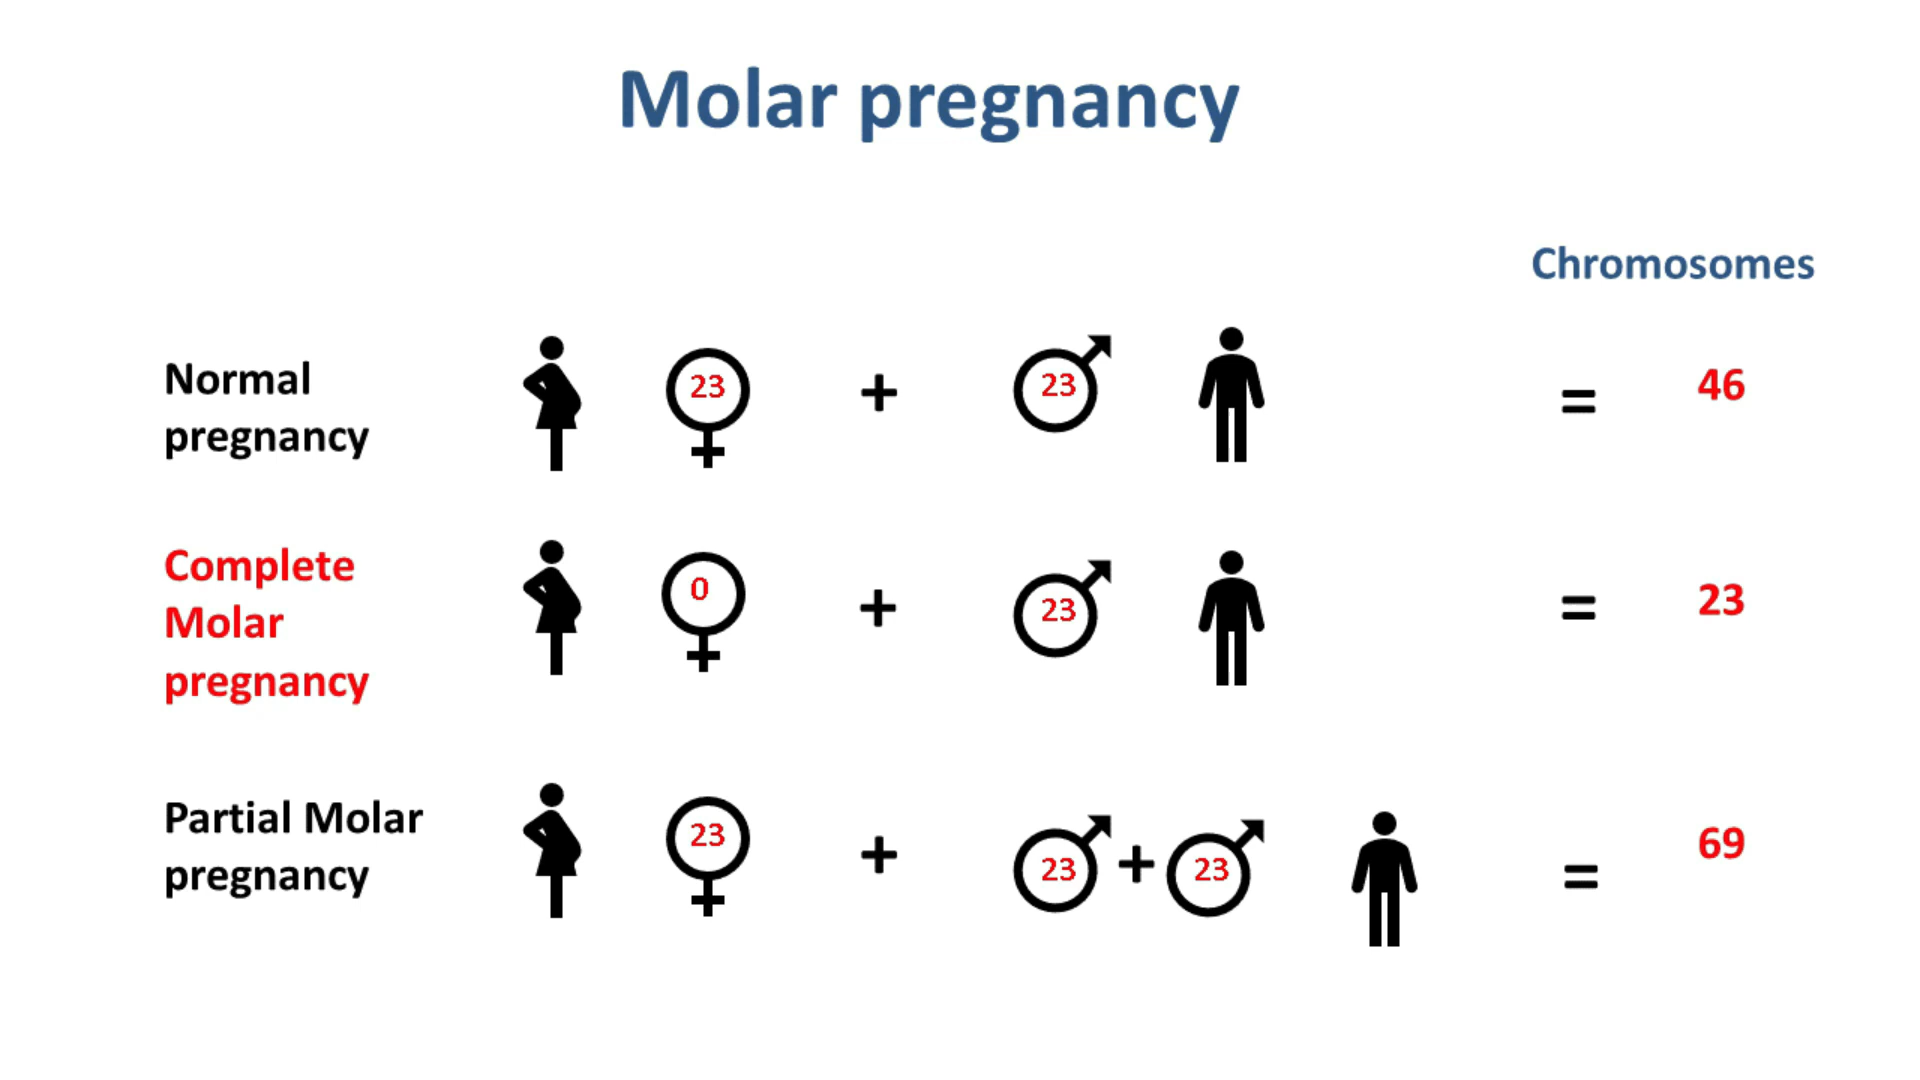 Molar pregnancy
Chromosomes
Normal
pregnancy
23
+
23
=
46
Complete
Molar
pregnancy
0
+
23
=
23
Partial Molar
pregnancy
23
+
23
+
23
=
69